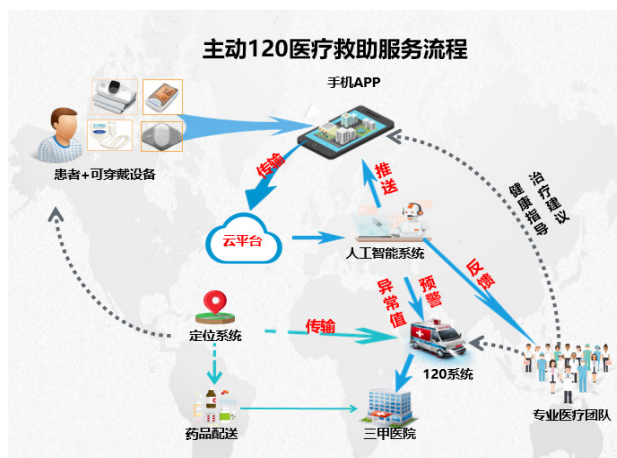 主动120医疗救助服务流程
手机APP
患者+可穿戴设备
传输
推送
健康指导
治疗建议
云平台
人工智能系统
异常值
预警
反馈
定位系统
传输
120系统
药品配送
三甲医院
专业医疗团队